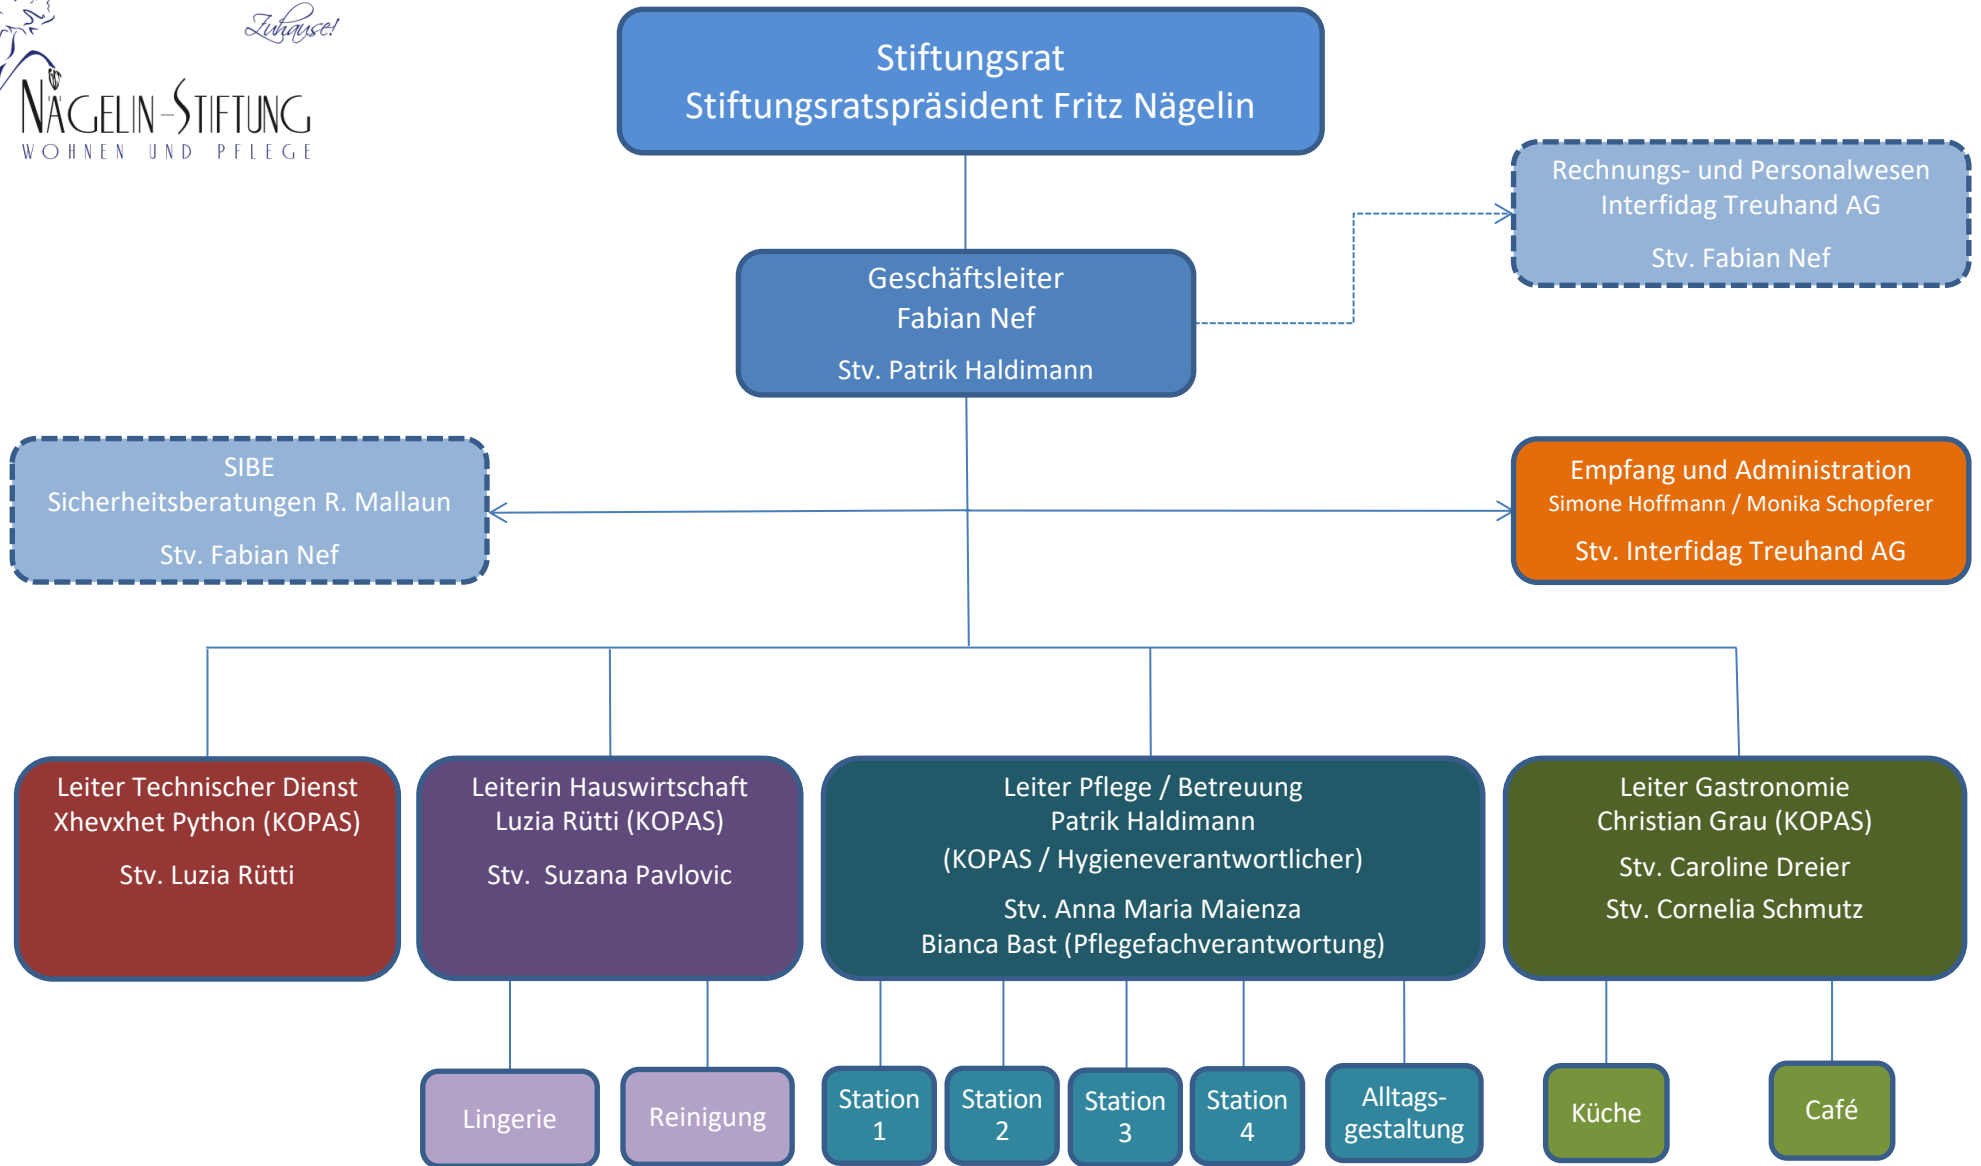 Zuhause!
NÄGELIN-STIFTUNG
WOHNEN UND PFLEGE
Stiftungsrat
Stiftungsratspräsident Fritz Nägelin
Rechnungs- und Personalwesen
Interfidag Treuhand AG
Stv. Fabian Nef
Geschäftsleiter
Fabian Nef
Stv. Patrik Haldimann
SIBE
Sicherheitsberatungen R. Mallaun
Stv. Fabian Nef
Empfang und Administration
Simone Hoffmann / Monika Schopferer
Stv. Interfidag Treuhand AG
Leiter Technischer Dienst
Xhevxhet Python (KOPAS)
Stv. Luzia Rütti
Leiterin Hauswirtschaft
Luzia Rütti (KOPAS)
Stv.  Suzana Pavlovic
Leiter Pflege / Betreuung
Patrik Haldimann
(KOPAS / Hygieneverantwortlicher)
Stv. Anna Maria Maienza
Bianca Bast (Pflegefachverantwortung)
Leiter Gastronomie
Christian Grau (KOPAS)
Stv. Caroline Dreier
Stv. Cornelia Schmutz
Lingerie
Reinigung
Station
1
Station
2
Station
3
Station
4
Alltags-
gestaltung
Küche
Café